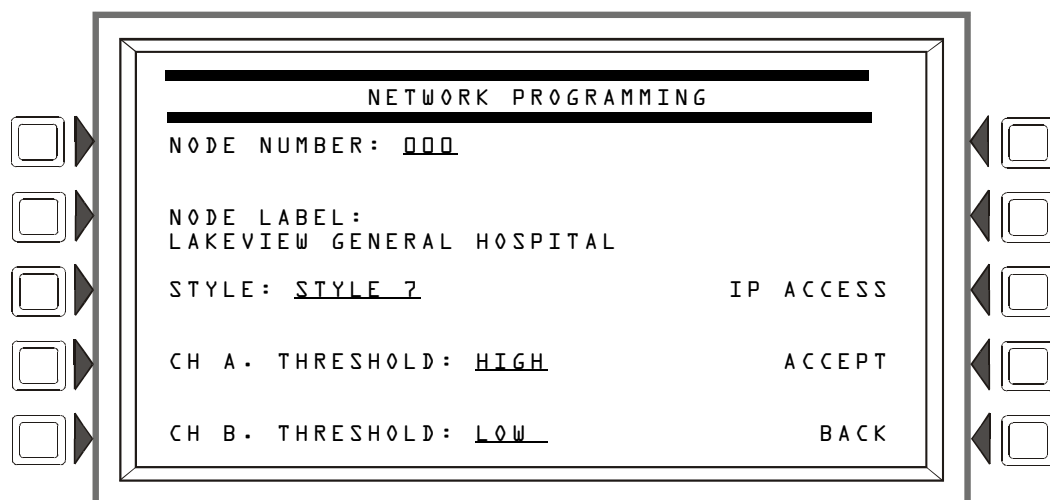 NETWORK PROGRAMMING
NODE NUMBER: 000
NODE LABEL:
LAKEVIEW GENERAL HOSPITAL
STYLE: STYLE 7 IP ACCESS
CH A. THRESHOLD: HIGH ACCEPT
CH B. THRESHOLD: LOW BACK